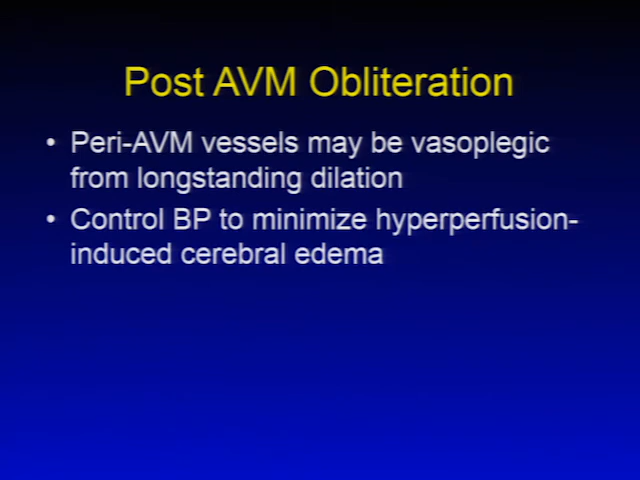 Post AVM Obliteration
• Peri-AVM vessels may be vasoplegic
from longstanding dilation
• Control BP to minimize hyperperfusion-
induced cerebral edema